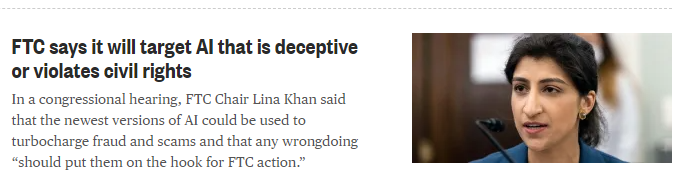 FTC says it will target AI that is deceptive
or violates civil rights
In a congressional hearing, FTC Chair Lina Khan said
that the newest versions of AI could be used to
turbocharge fraud and scams and that any wrongdoing
“should put them on the hook for FTC action.”